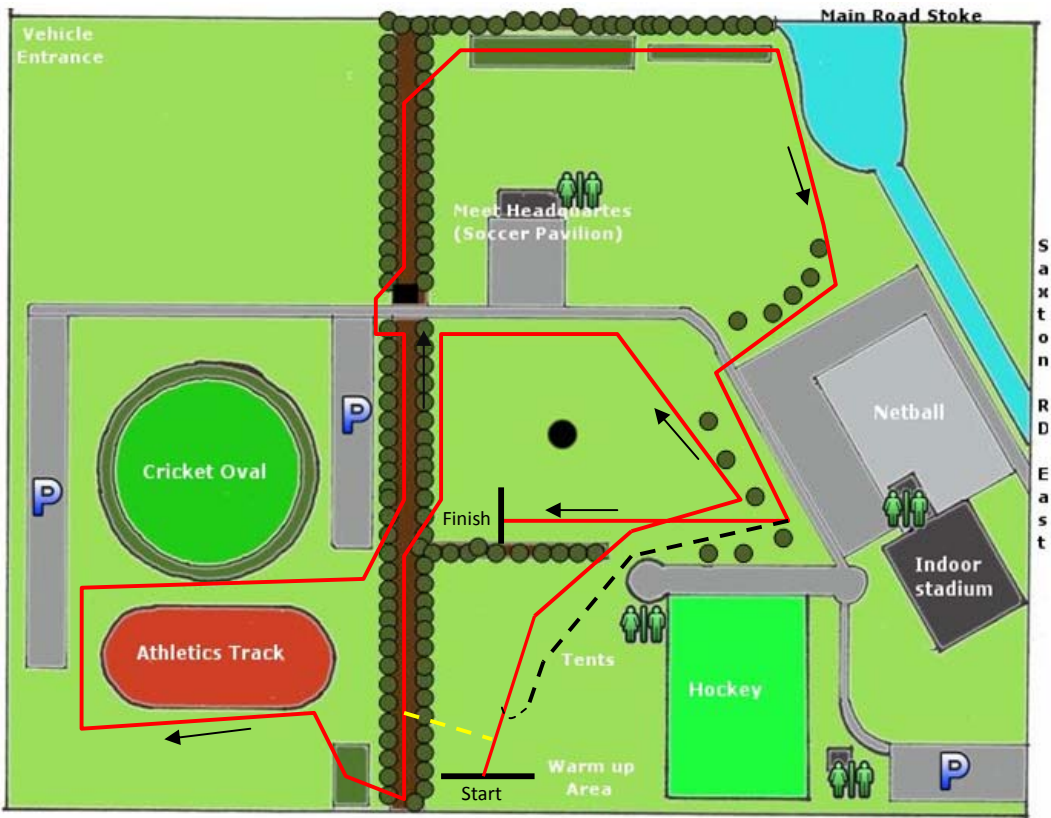 Main Road Stoke
Vehicle
Entrance
Meet Headquartes
(Soccer Pavilion)
S
a
x
t
o
n
R
D
E
a
s
t
P
Netball
Cricket Oval
P
Finish
Indoor
stadium
Athletics Track
Tents
Hockey
Warm up
Area
P
Start